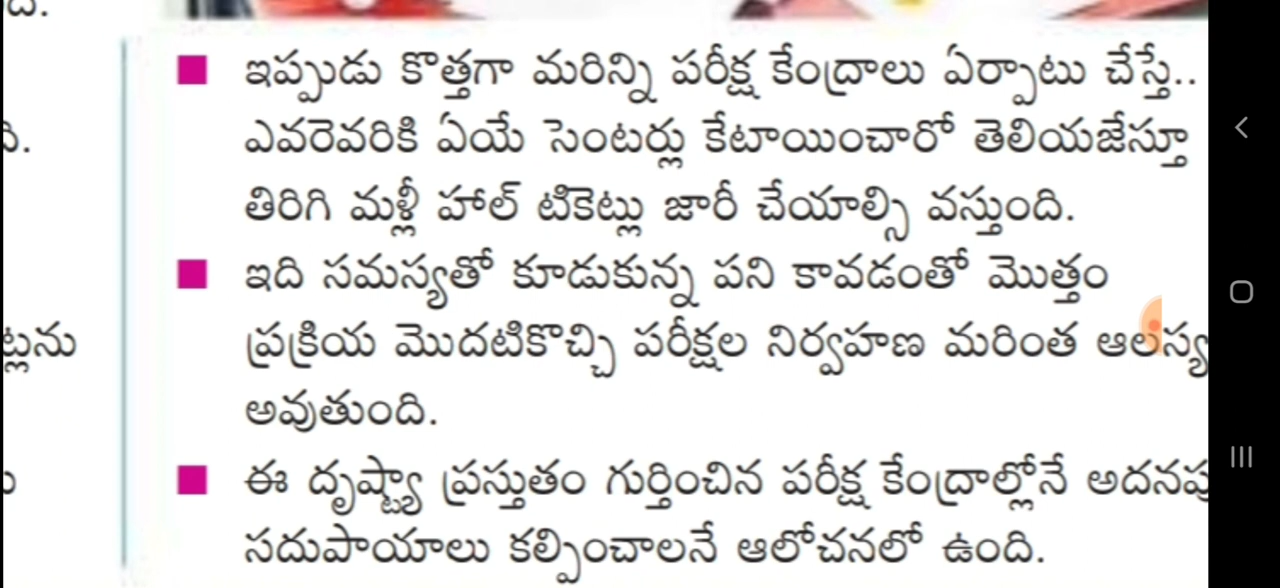 ఇప్పుడు కొత్తగా మరిన్ని పరీక్ష కేంద్రాలు ఏర్పాటు చేస్తే..
ఎవరెవరికి ఏయే సెంటర్లు కేటాయించారో తెలియజేస్తూ
తిరిగి మళ్లీ హాల్ టికెట్లు జారీ చేయాల్సి వస్తుంది.
ఇది సమస్యతో కూడుకున్న పని కావడంతో మొత్తం
ప్రక్రియ మొదటికొచ్చి పరీక్షల నిర్వహణ మరింత
అవుతుంది.
ఈ దృష్ట్యా ప్రస్తుతం గుర్తించిన పరీక్ష కేంద్రాల్లోనే
సదుపాయాలు కల్పించాలనే ఆలోచనలో ఉంది.